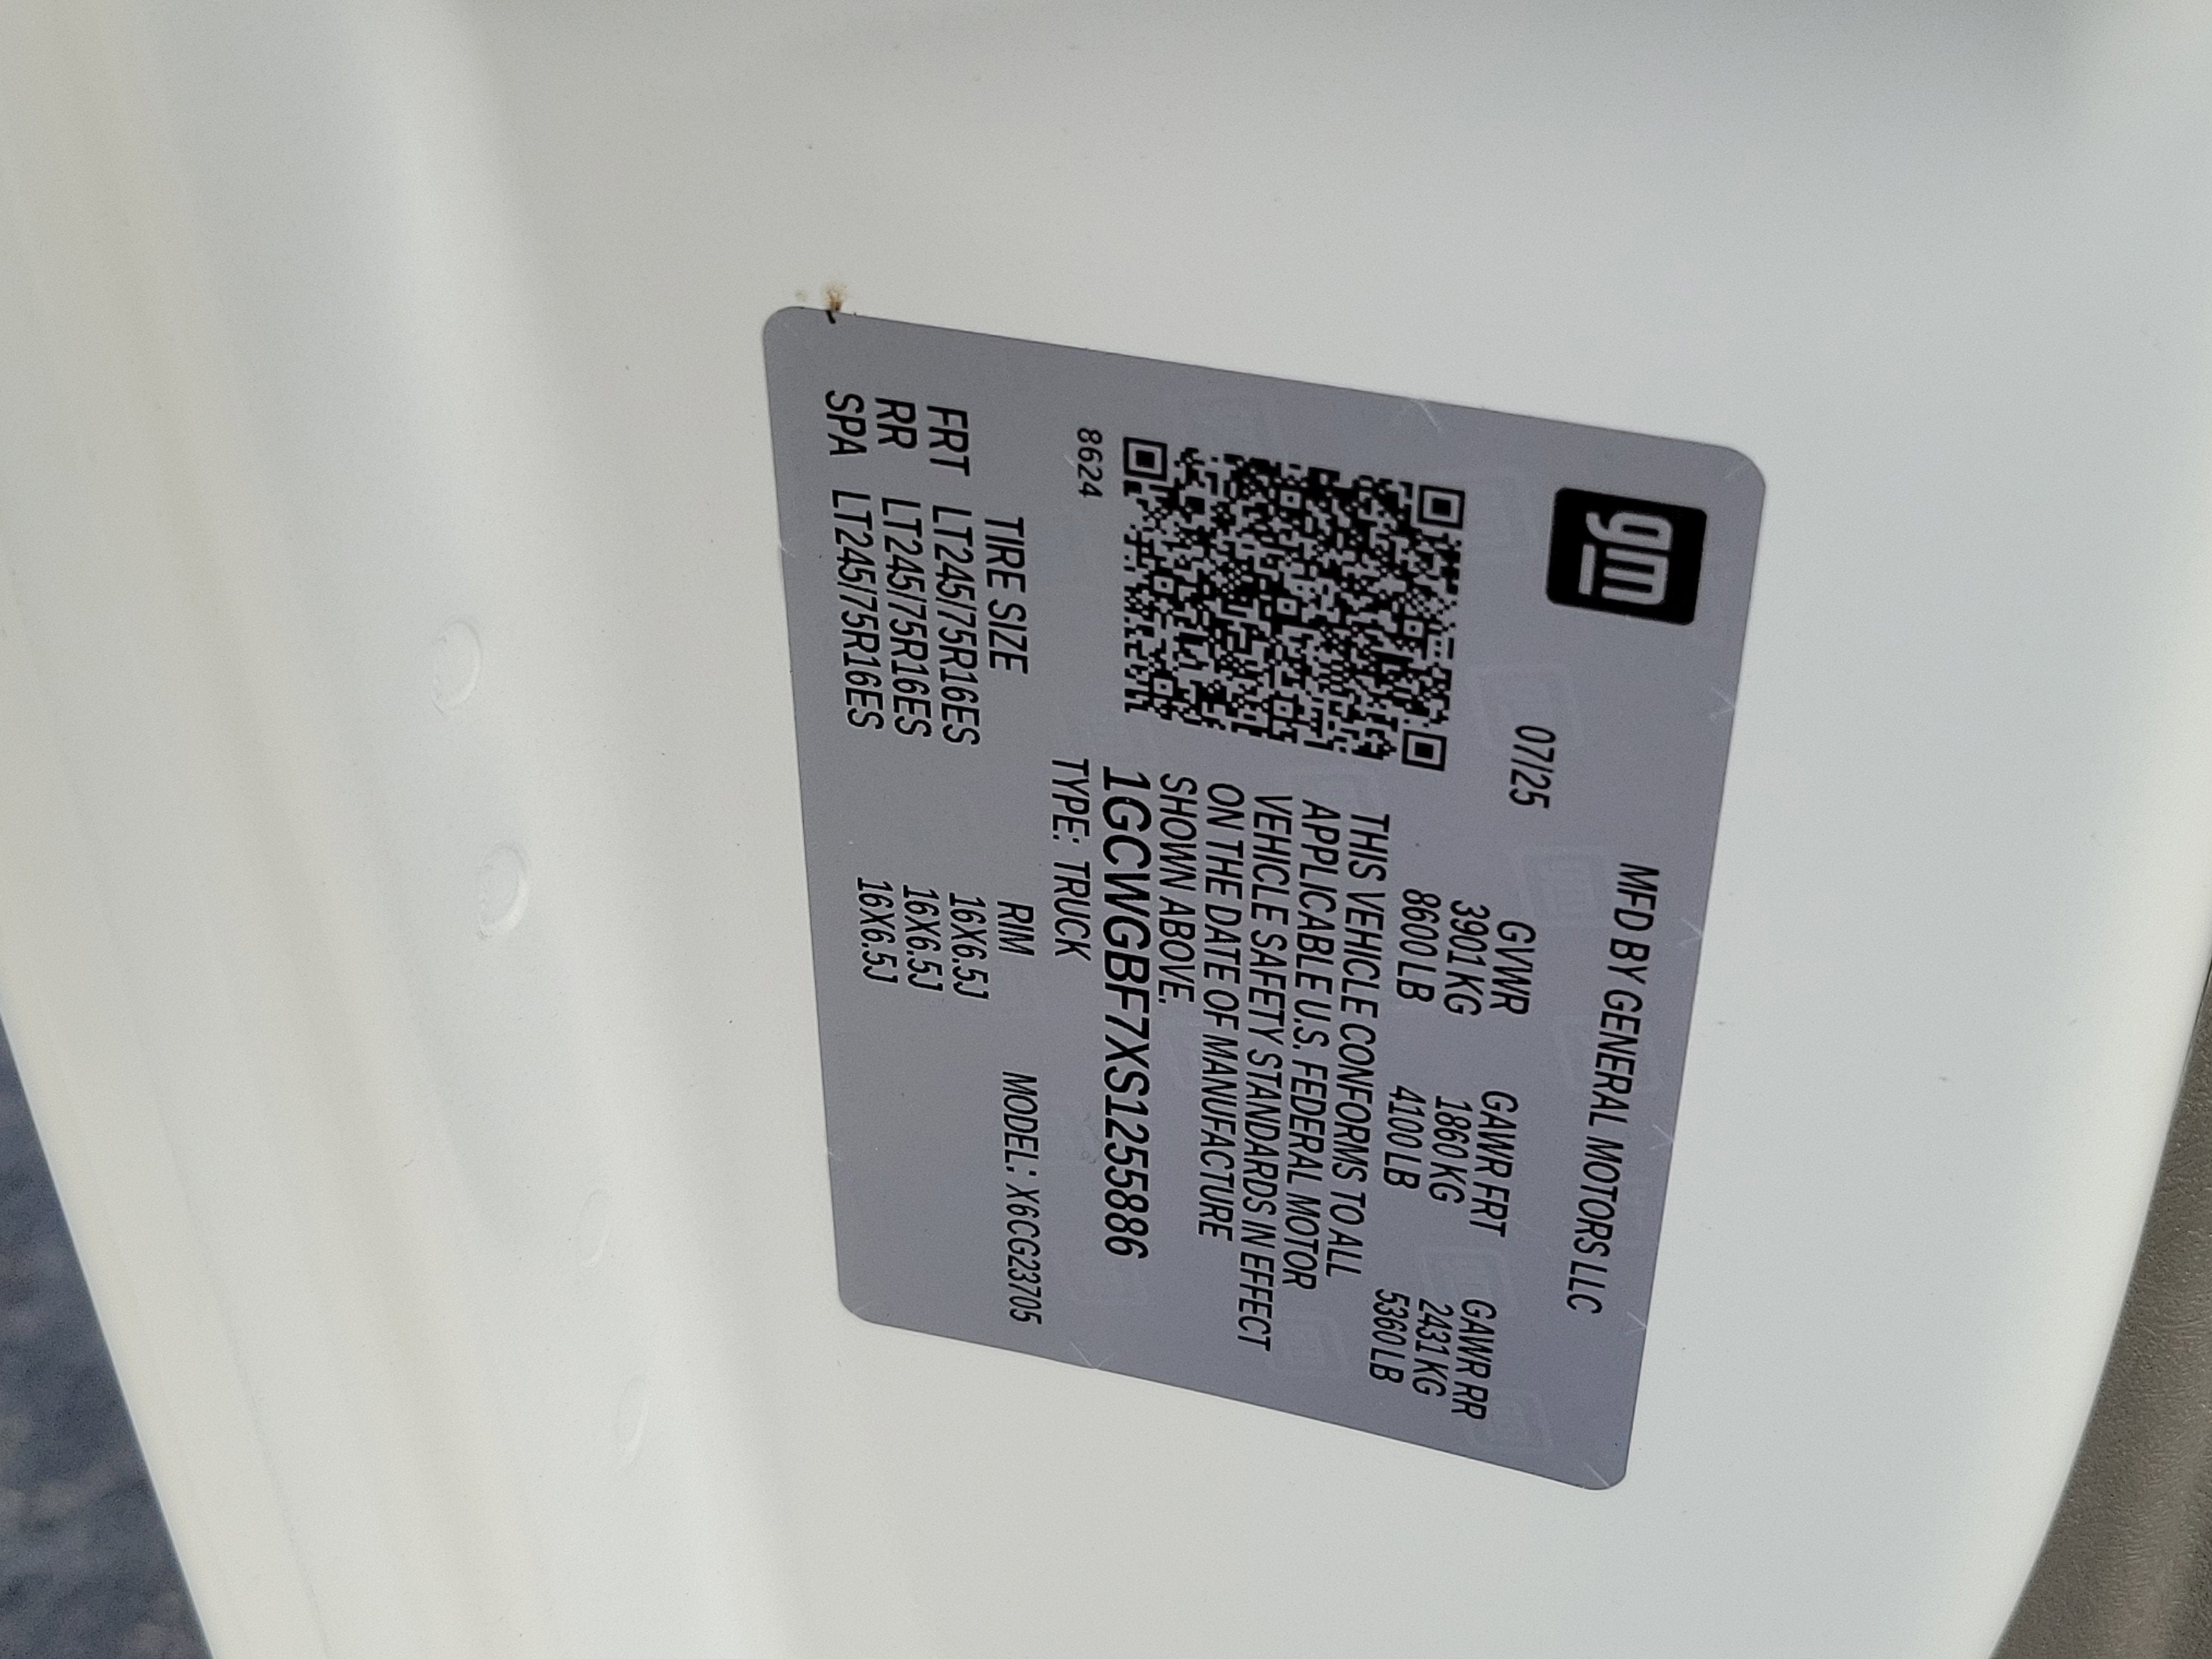 gm
MFD BY GENERAL MOTORS LLC
07/25
GVWR GAWR FRT GAWR RR
3901 KG 1860 KG 2431 KG
8600 LB 4100 LB 5360 LB
THIS VEHICLE CONFORMS TO ALL
APPLICABLE U.S. FEDERAL MOTOR
VEHICLE SAFETY STANDARDS IN EFFECT
ON THE DATE OF MANUFACTURE
SHOWN ABOVE.
1GCWGBF7XS1255886
8624 TYPE: TRUCK
TIRE SIZE RIM MODEL: X6CG23705
FRT LT245/75R16ES 16X6.5J
RR LT245/75R16ES 16X6.5J
SPA LT245/75R16ES 16X6.5J